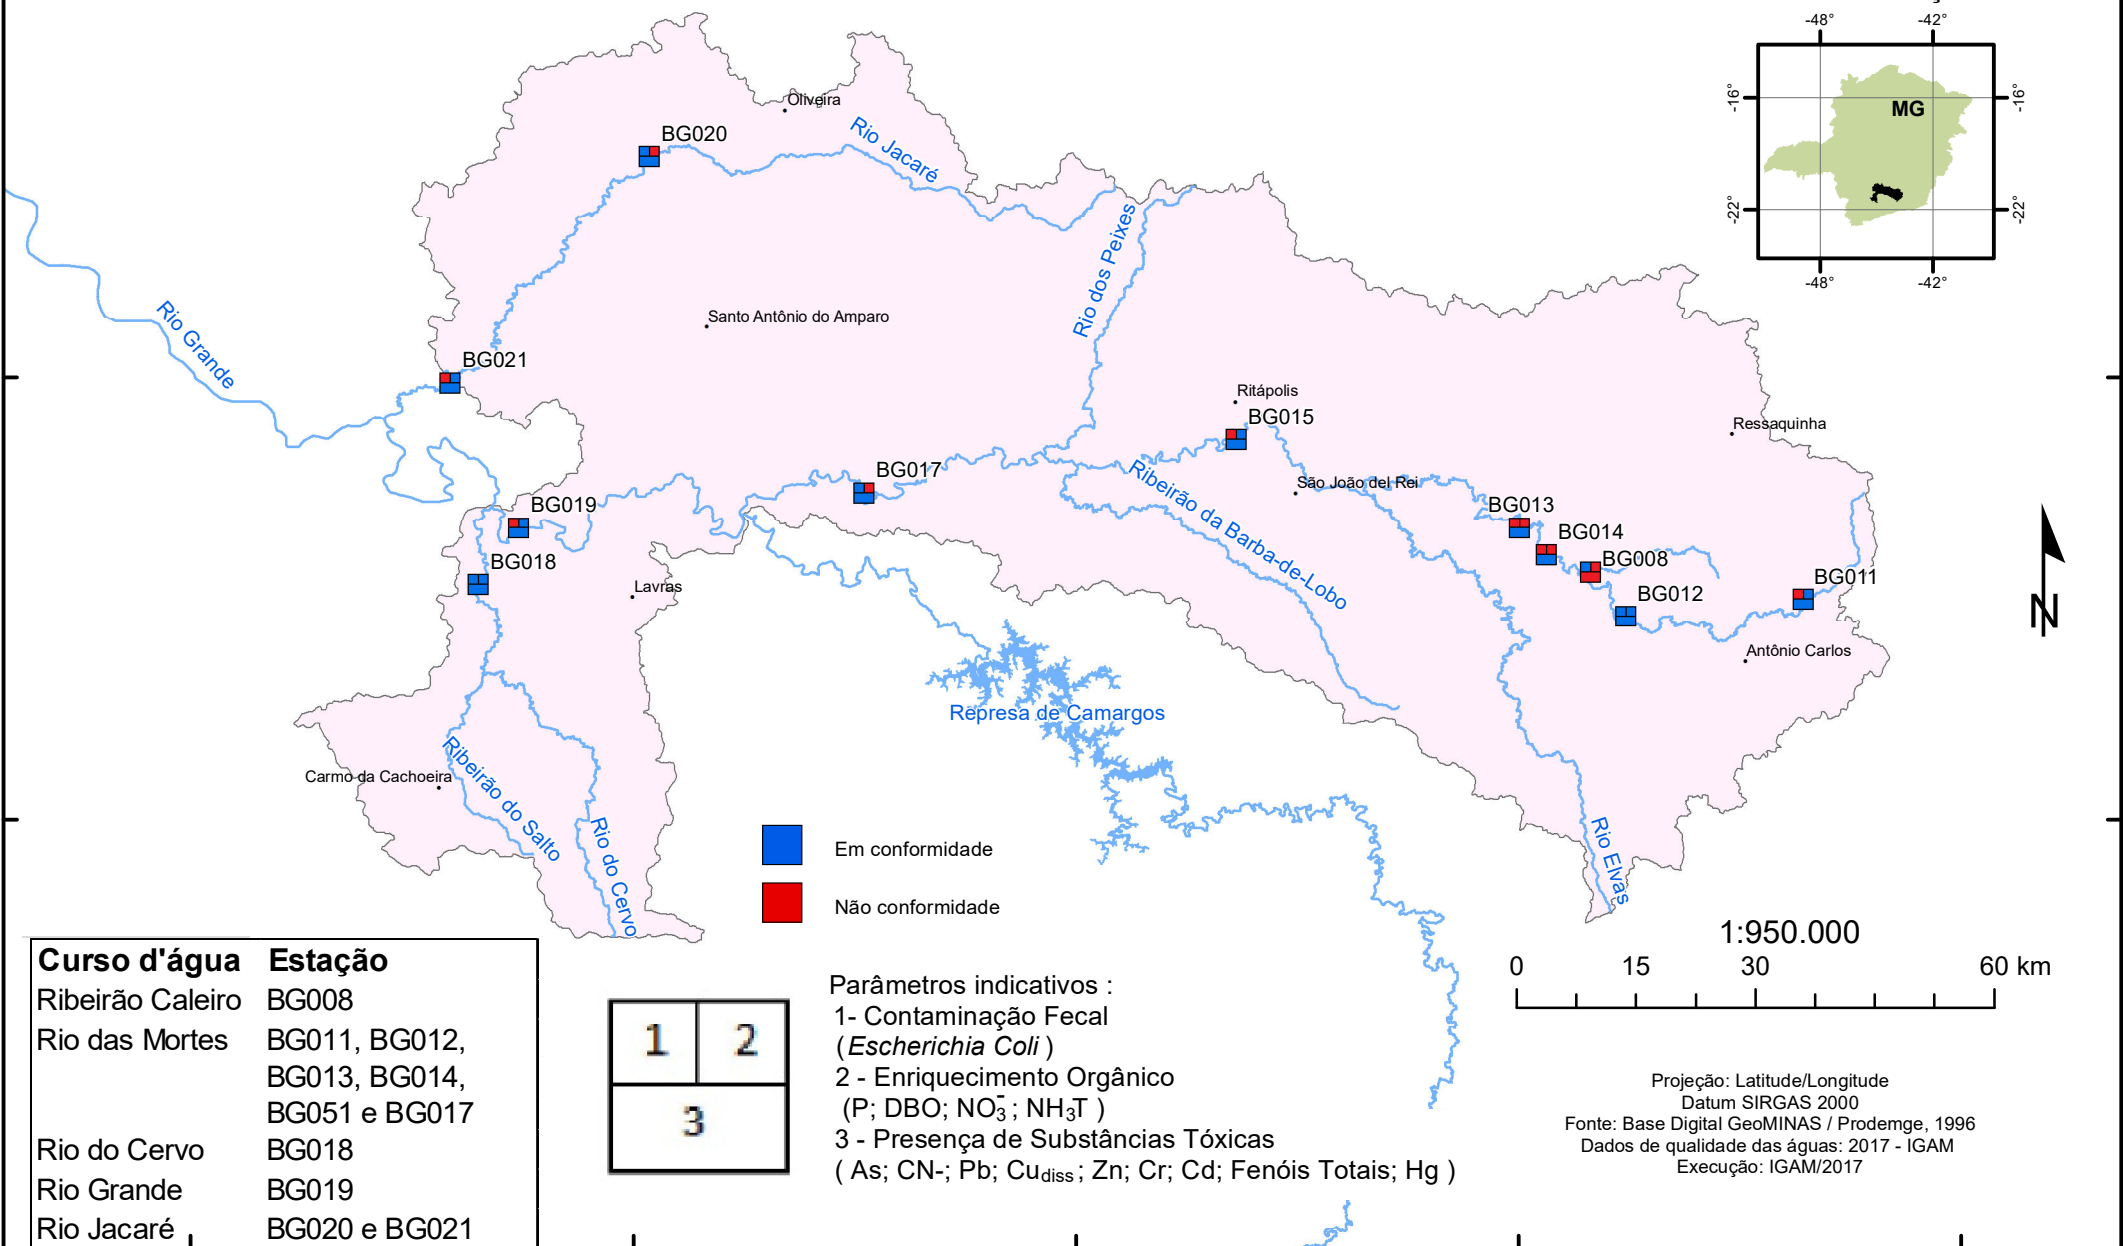 -48°
-42°
-16°
-16°
MG
-22°
-22°
-48°
-42°
Oliveira
BG020
Rio Jacaré
Rio dos Peixes
Rio Grande
Santo Antônio do Amparo
BG021
Ritápolis
BG015
Ressaquinha
BG017
Ribeirão da Barba-de-Lobo
São João del Rei
BG019
BG013
BG014
BG018
BG008
BG011
Lavras
BG012
Antônio Carlos
N
Represa de Camargos
Ribeirão do Salto
Carmo da Cachoeira
Rio do Cervo
Rio Elvas
Em conformidade
Não conformidade
1:950.000
0 15 30 60 km
Curso d'água Estação
Ribeirão Caleiro BG008
Rio das Mortes BG011, BG012,
BG013, BG014,
BG051 e BG017
Rio do Cervo BG018
Rio Grande BG019
Rio Jacaré BG020 e BG021
1 2
3
Parâmetros indicativos :
1- Contaminação Fecal
(Escherichia Coli )
2 - Enriquecimento Orgânico
(P; DBO; NO₃⁻; NH₃T )
3 - Presença de Substâncias Tóxicas
( As; CN-; Pb; Cu diss ; Zn; Cr; Cd; Fenóis Totais; Hg )
Projeção: Latitude/Longitude
Datum SIRGAS 2000
Fonte: Base Digital GeoMINAS / Prodemge, 1996
Dados de qualidade das águas: 2017 - IGAM
Execução: IGAM/2017